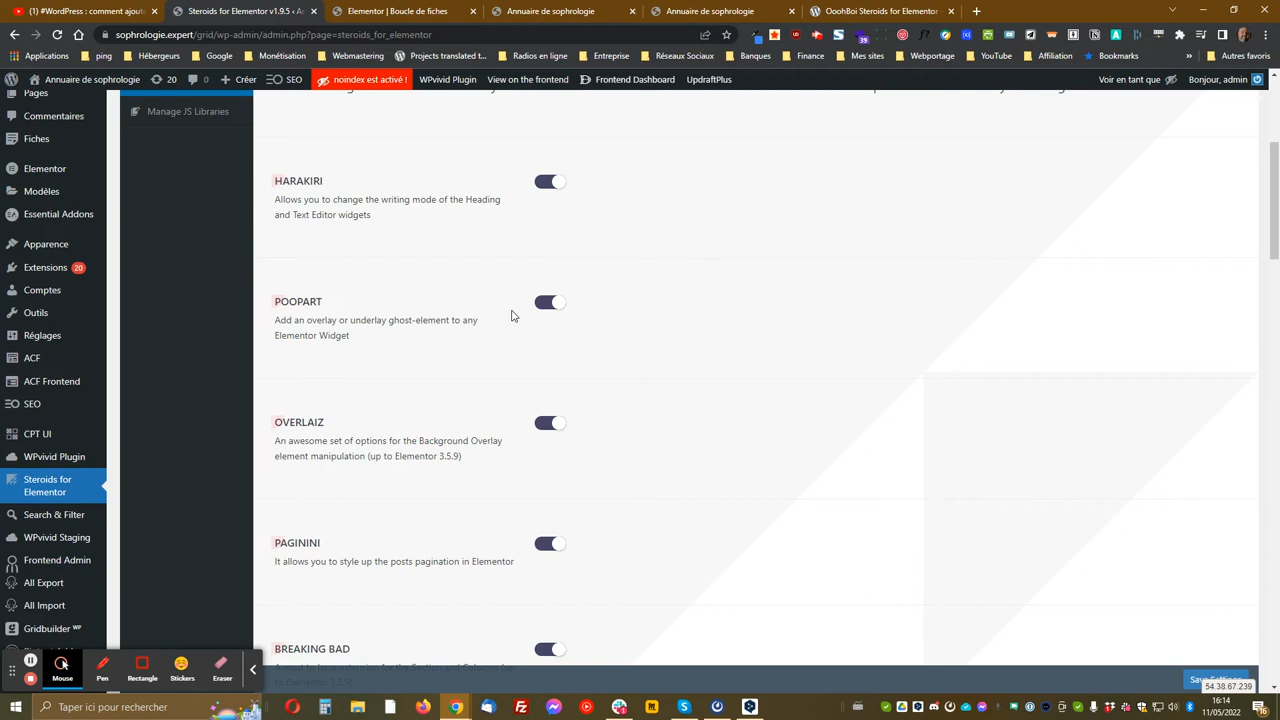 (1) #WordPress : comment ajout
Steroids for Elementor v1.9.5 ‹ An
Elementor | Boucle de fiches
Annuaire de sophrologie
Annuaire de sophrologie
OoohBoi Steroids for Elementor
sophrologie.expert/grid/wp-admin/admin.php?page=steroids_for_elementor
Applications
ping
Hébergeurs
Google
Monétisation
Webmastering
Projects translated t...
Entreprise
Réseaux Sociaux
Banques
Finance
Mes sites
Webportage
YouTube
Affiliation
Bookmarks
»
Autres favoris
Annuaire de sophrologie
20
0
Créer
SEO
noindex est activé !
WPvivid Plugin
View on the frontend
Frontend Dashboard
UpdraftPlus
Voir en tant que
Bonjour, admin
Pages
Commentaires
Fiches
Elementor
Modèles
Essential Addons
Apparence
Extensions 20
Comptes
Outils
Réglages
ACF
ACF Frontend
SEO
CPT UI
WPvivid Plugin
Steroids for
Elementor
Search & Filter
WPvivid Staging
Frontend Admin
All Export
All Import
Gridbuilder ᵂᴾ
Manage JS Libraries
HARAKIRI
Allows you to change the writing mode of the Heading
and Text Editor widgets
POOPART
Add an overlay or underlay ghost-element to any
Elementor Widget
OVERLAIZ
An awesome set of options for the Background Overlay
element manipulation (up to Elementor 3.5.9)
PAGININI
It allows you to style up the posts pagination in Elementor
BREAKING BAD
Save Settings
54.38.67.239
Mouse
Pen
Rectangle
Stickers
Eraser
Taper ici pour rechercher
16:14
11/05/2022